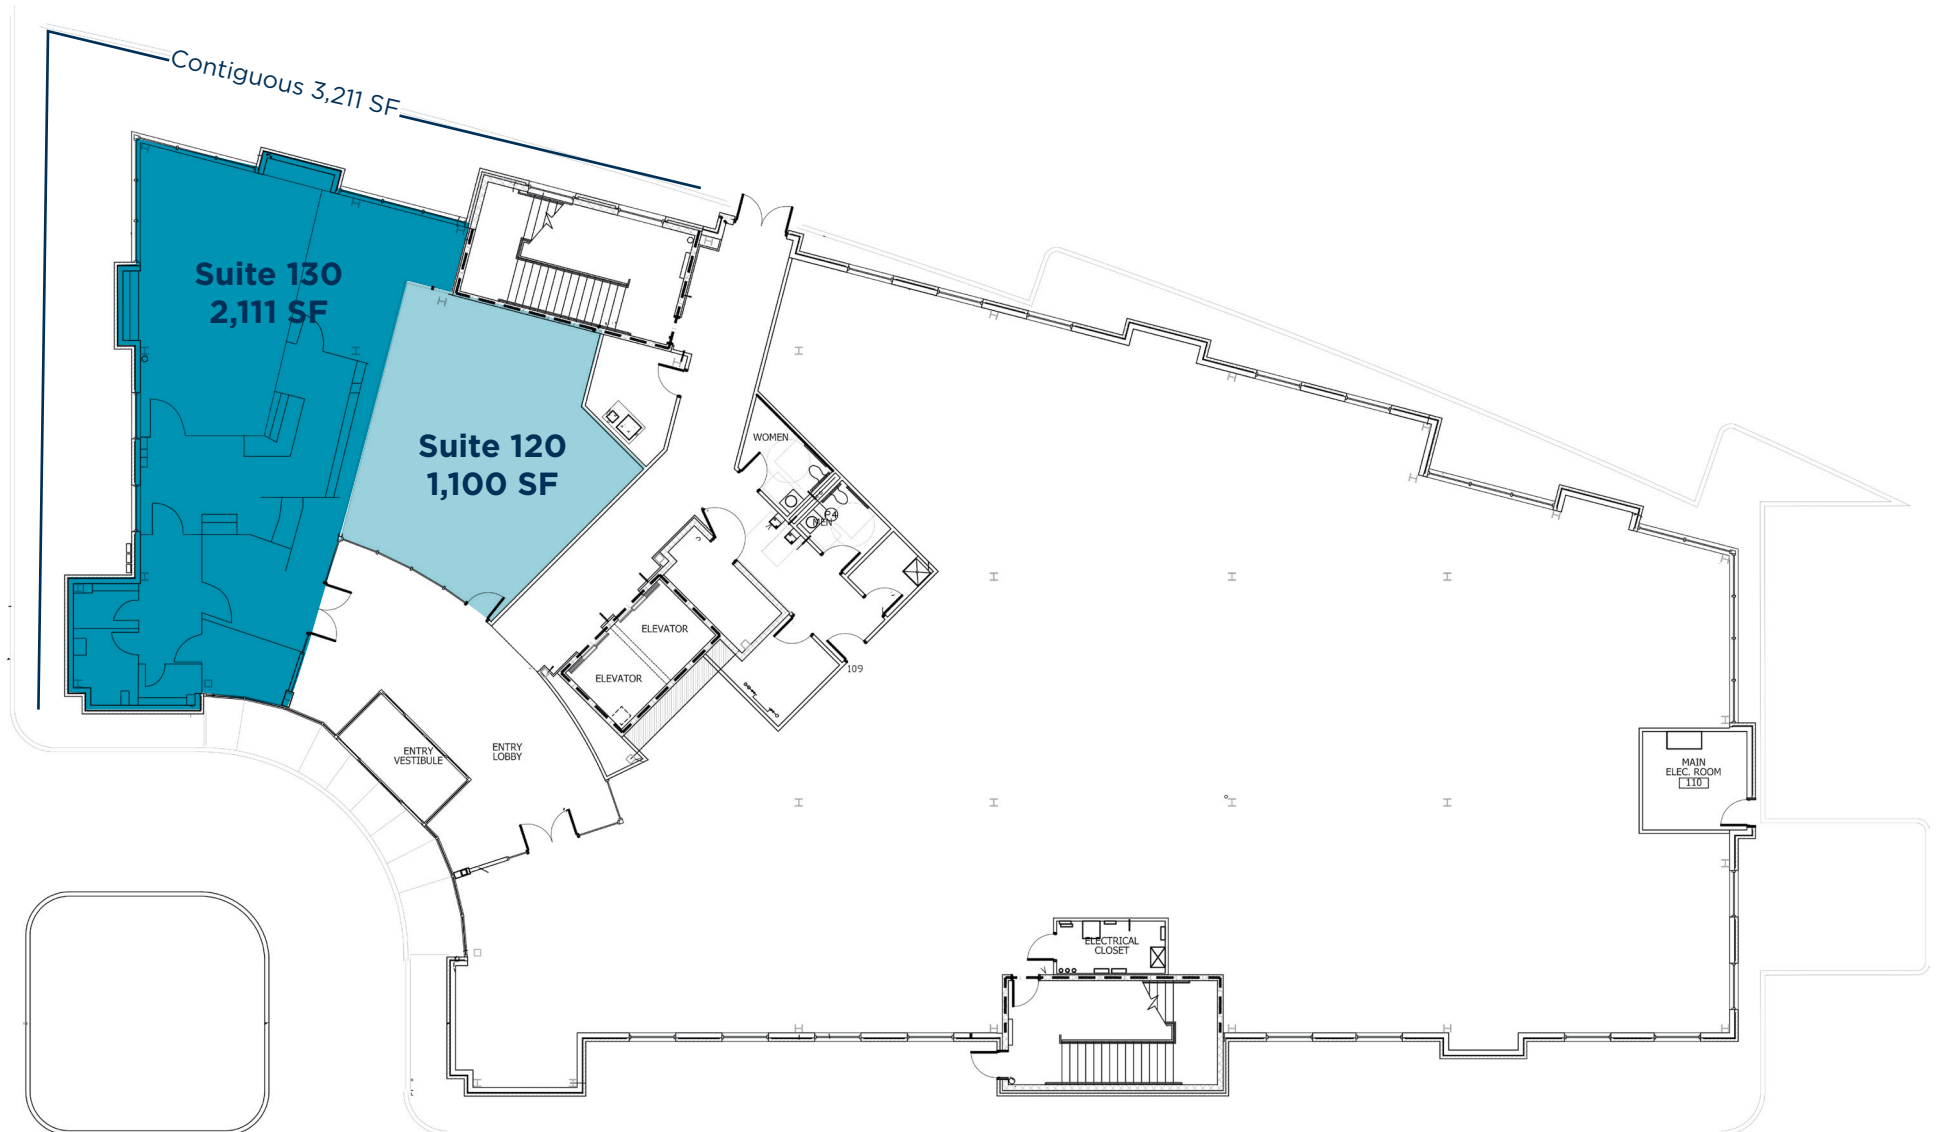 Contiguous 3,211 SF
Suite 130
2,111 SF
Suite 120
1,100 SF
WOMEN
P4
MEN
ELEVATOR
ELEVATOR
109
ENTRY
VESTIBULE
ENTRY
LOBBY
MAIN
ELEC. ROOM
110
ELECTRICAL
CLOSET